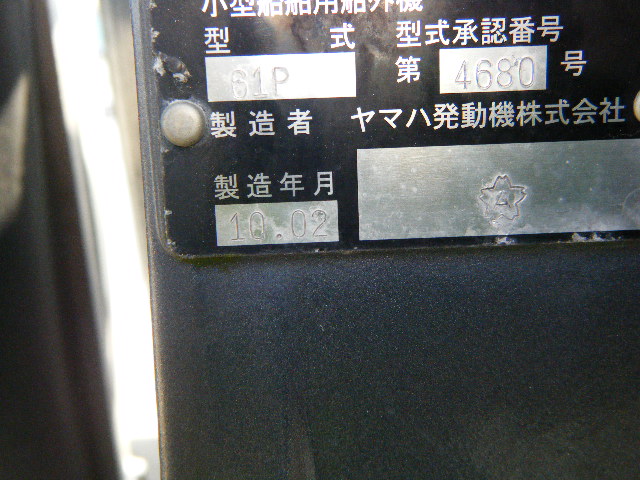 小型船舶用船外機
型 式 型式承認番号
61P 第 4680 号
製造者 ヤマハ発動機株式会社
製造年月
10.02